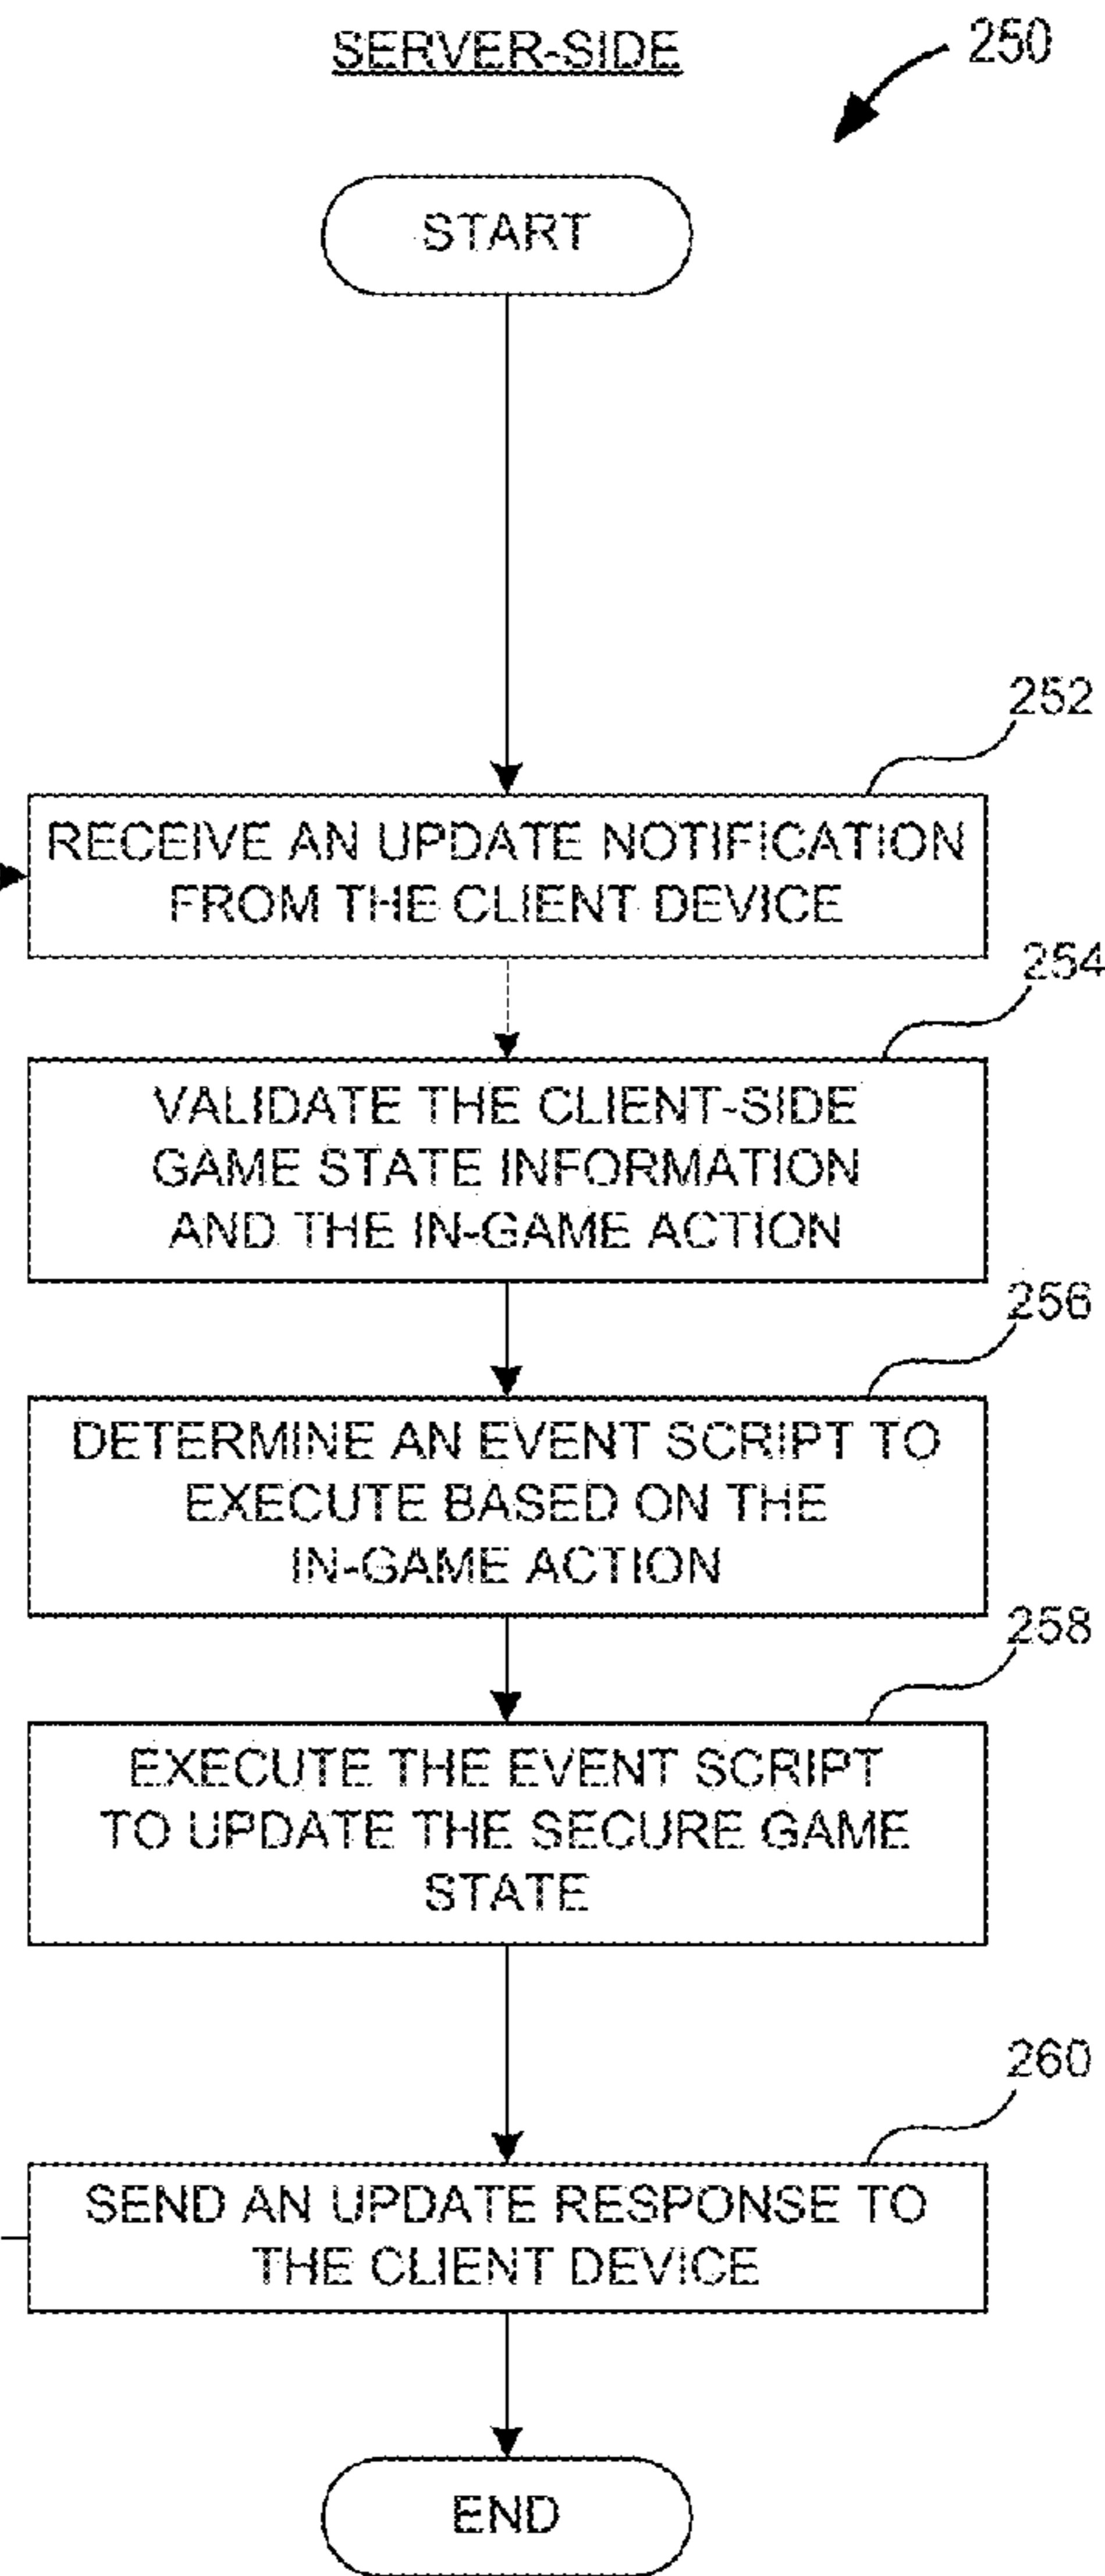 SERVER-SIDE
250
START
252
RECEIVE AN UPDATE NOTIFICATION
FROM THE CLIENT DEVICE
254
VALIDATE THE CLIENT-SIDE
GAME STATE INFORMATION
AND THE IN-GAME ACTION
256
DETERMINE AN EVENT SCRIPT TO
EXECUTE BASED ON THE
IN-GAME ACTION
258
EXECUTE THE EVENT SCRIPT
TO UPDATE THE SECURE GAME
STATE
260
SEND AN UPDATE RESPONSE TO
THE CLIENT DEVICE
END